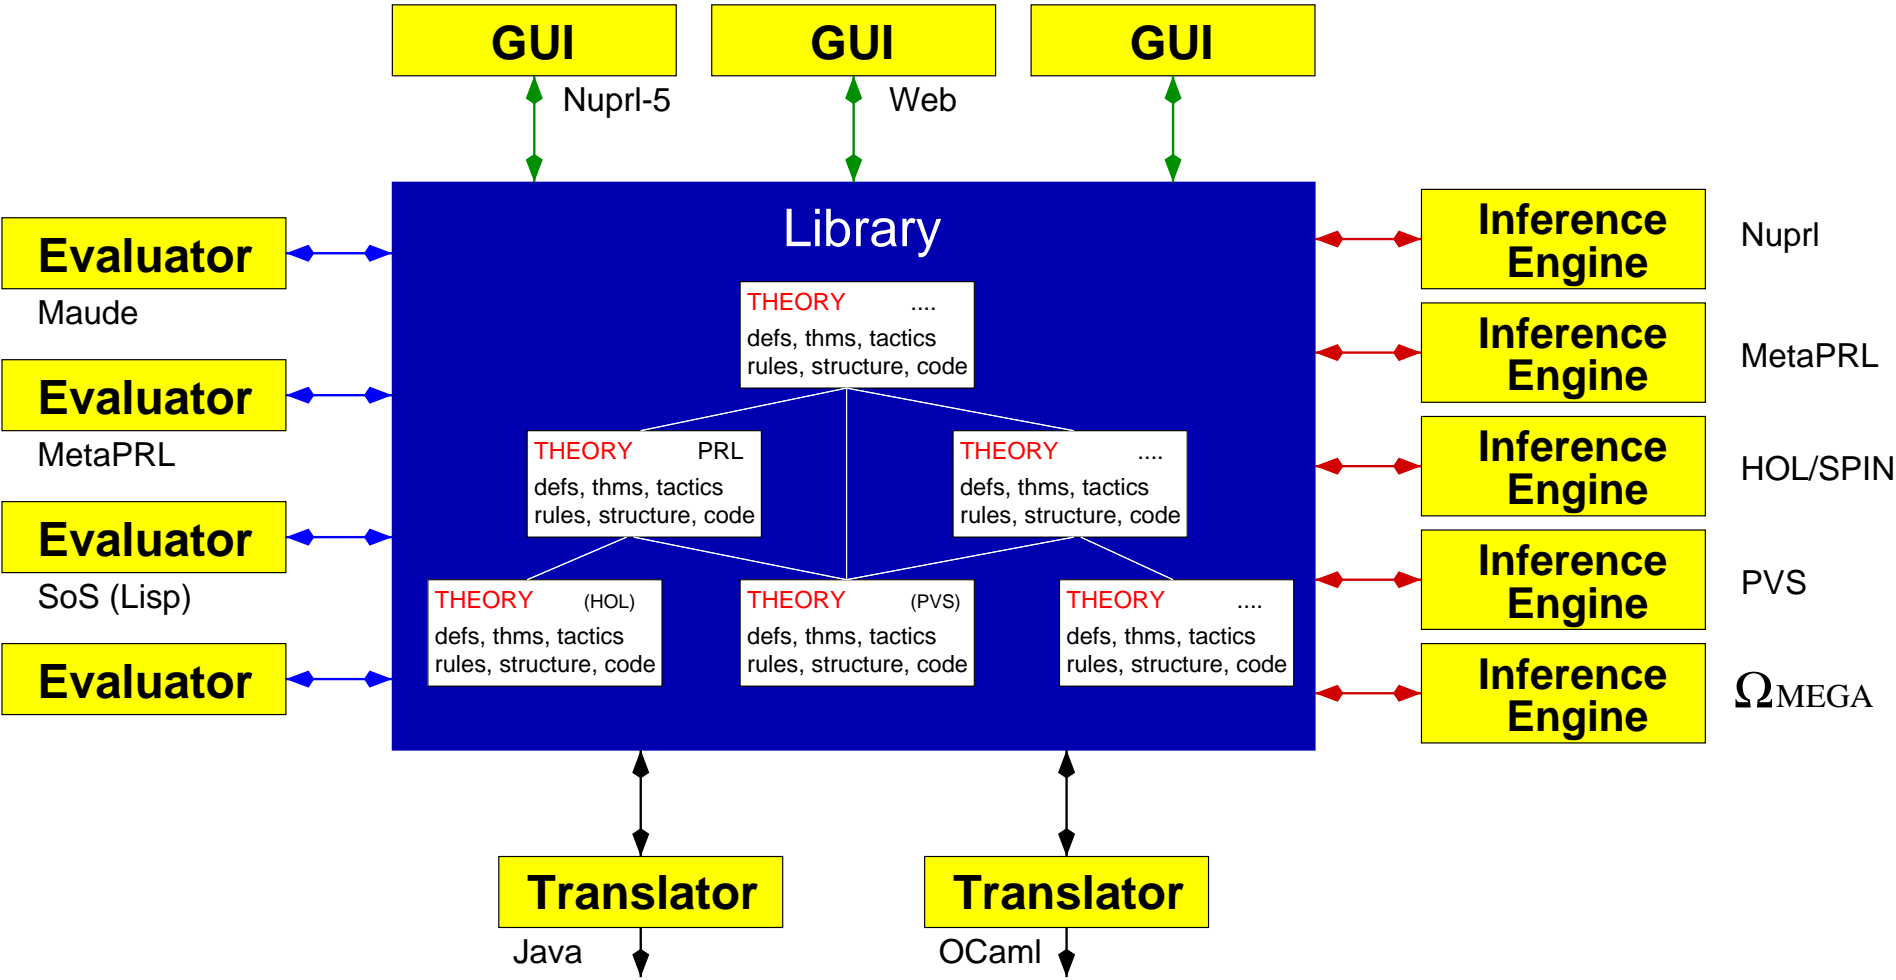 GUI
GUI
GUI
Nuprl-5
Web
Library
Evaluator
Maude
Evaluator
MetaPRL
Evaluator
SoS (Lisp)
Evaluator
THEORY ....
defs, thms, tactics
rules, structure, code
THEORY PRL
defs, thms, tactics
rules, structure, code
THEORY ....
defs, thms, tactics
rules, structure, code
THEORY (HOL)
defs, thms, tactics
rules, structure, code
THEORY (PVS)
defs, thms, tactics
rules, structure, code
THEORY ....
defs, thms, tactics
rules, structure, code
Inference
Engine
Nuprl
Inference
Engine
MetaPRL
Inference
Engine
HOL/SPIN
Inference
Engine
PVS
Inference
Engine
ΩMEGA
Translator
Java
Translator
OCaml